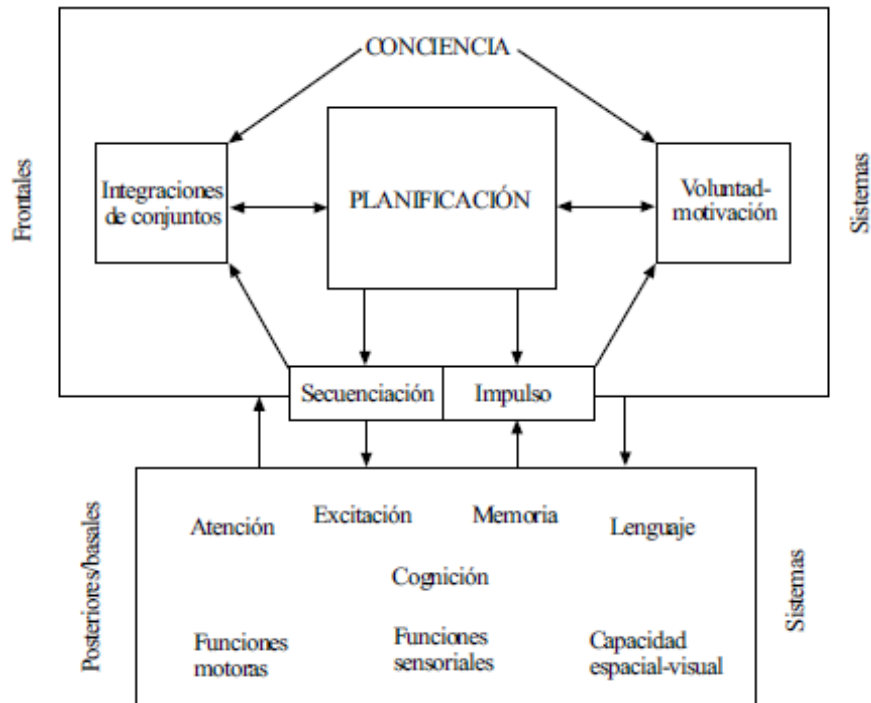 CONCIENCIA
Frontales
Integraciones
de conjuntos
PLANIFICACIÓN
Voluntad-
motivación
Sistemas
Secuenciación
Impulso
Posteriores/basales
Atención
Excitación
Memoria
Lenguaje
Cognición
Funciones
motoras
Funciones
sensoriales
Capacidad
espacial-visual
Sistemas